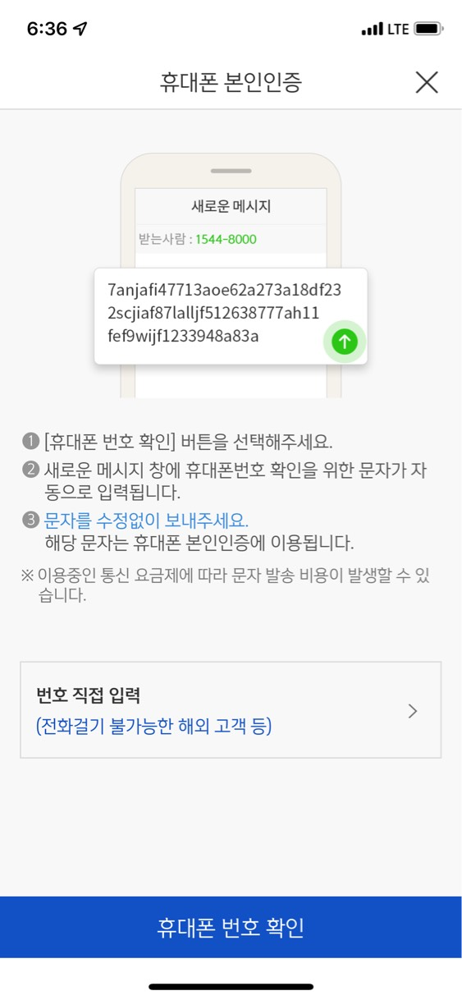 6:36
LTE
휴대폰 본인인증
새로운 메시지
받는사람 : 1544-8000
7anjafi47713aoe62a273a18df23
2scjiaf87lalljf512638777ah11
fef9wijf1233948a83a
1 [휴대폰 번호 확인] 버튼을 선택해주세요.
2 새로운 메시지 창에 휴대폰번호 확인을 위한 문자가 자
동으로 입력됩니다.
3 문자를 수정없이 보내주세요.
해당 문자는 휴대폰 본인인증에 이용됩니다.
※ 이용중인 통신 요금제에 따라 문자 발송 비용이 발생할 수 있
습니다.
번호 직접 입력
(전화걸기 불가능한 해외 고객 등)
휴대폰 번호 확인